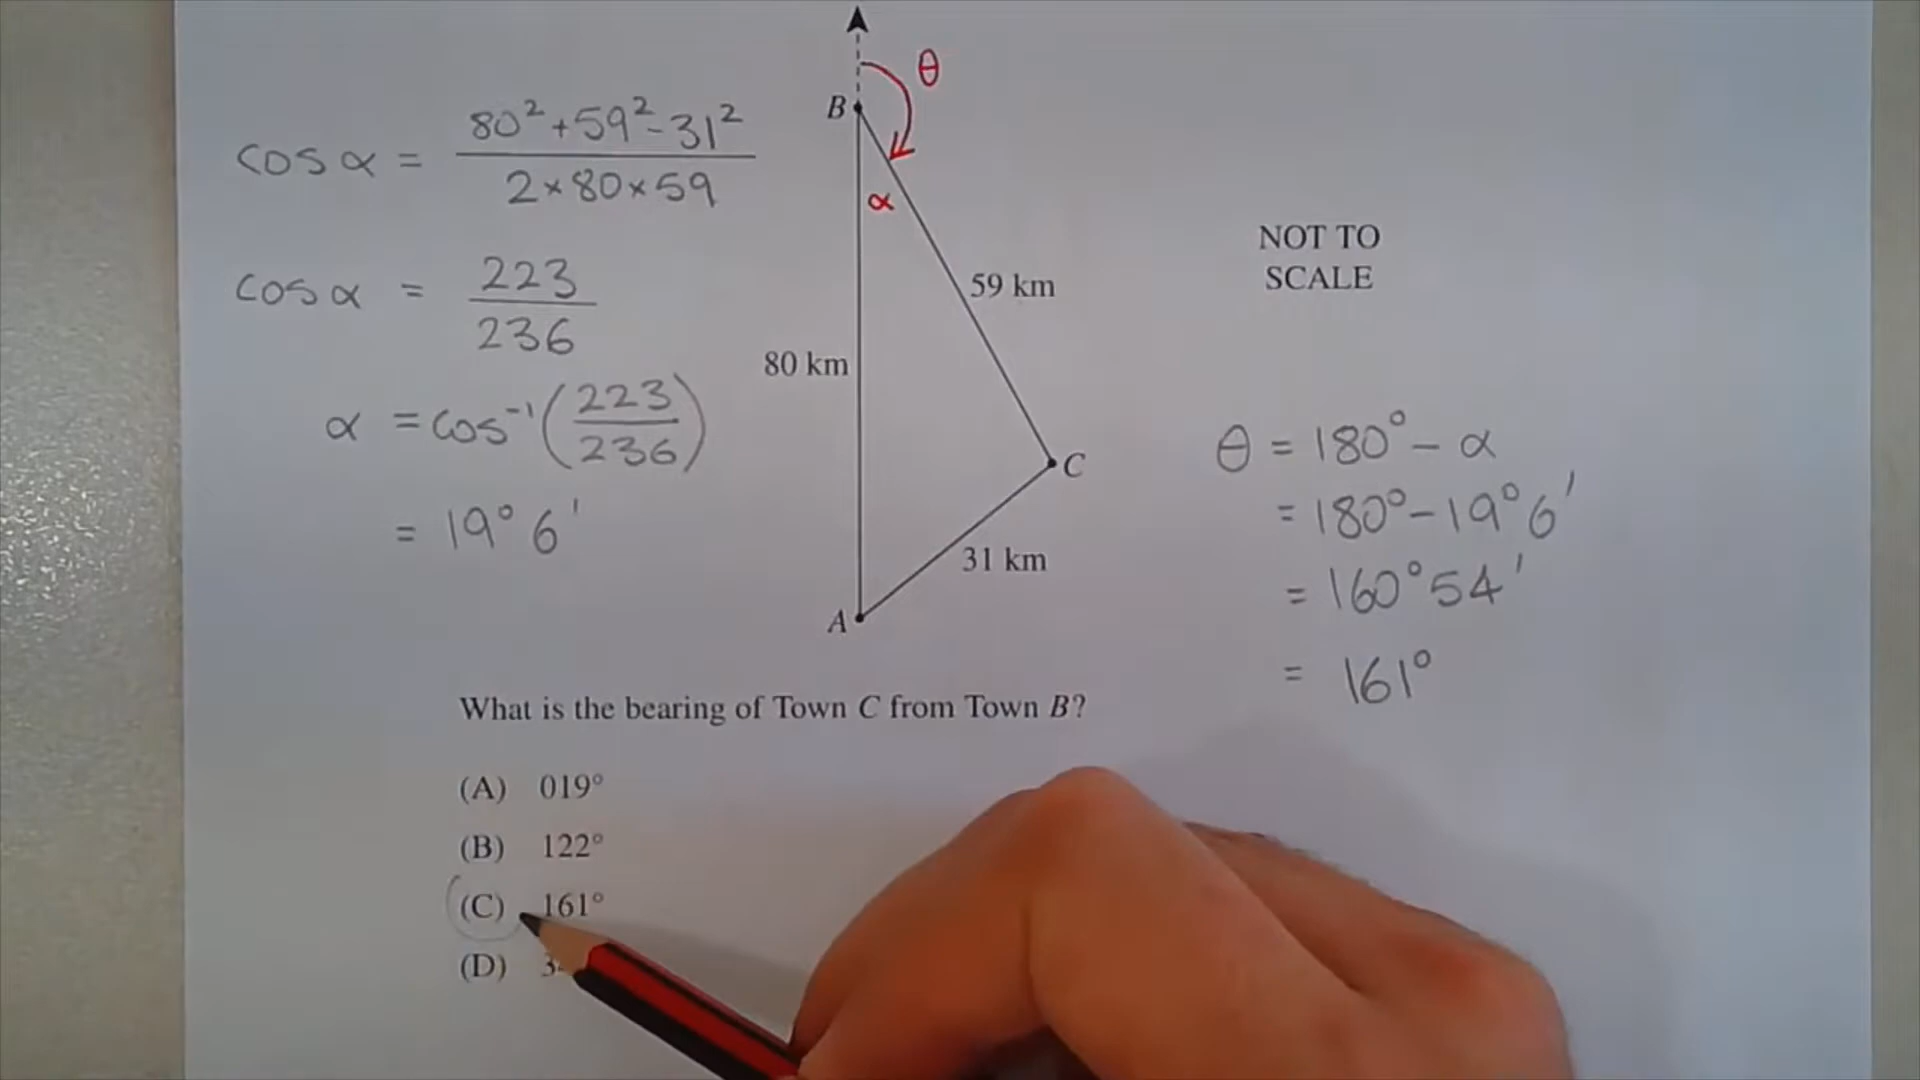 θ
B
α
cos α = 80² + 59² - 31² / 2 × 80 × 59
NOT TO
SCALE
cos α = 223 / 236
59 km
80 km
α = cos⁻¹ (223 / 236)
= 19° 6'
C
θ = 180° - α
= 180° - 19° 6'
= 160° 54'
= 161°
31 km
A
What is the bearing of Town C from Town B?
(A) 019°
(B) 122°
(C) 161°
(D)